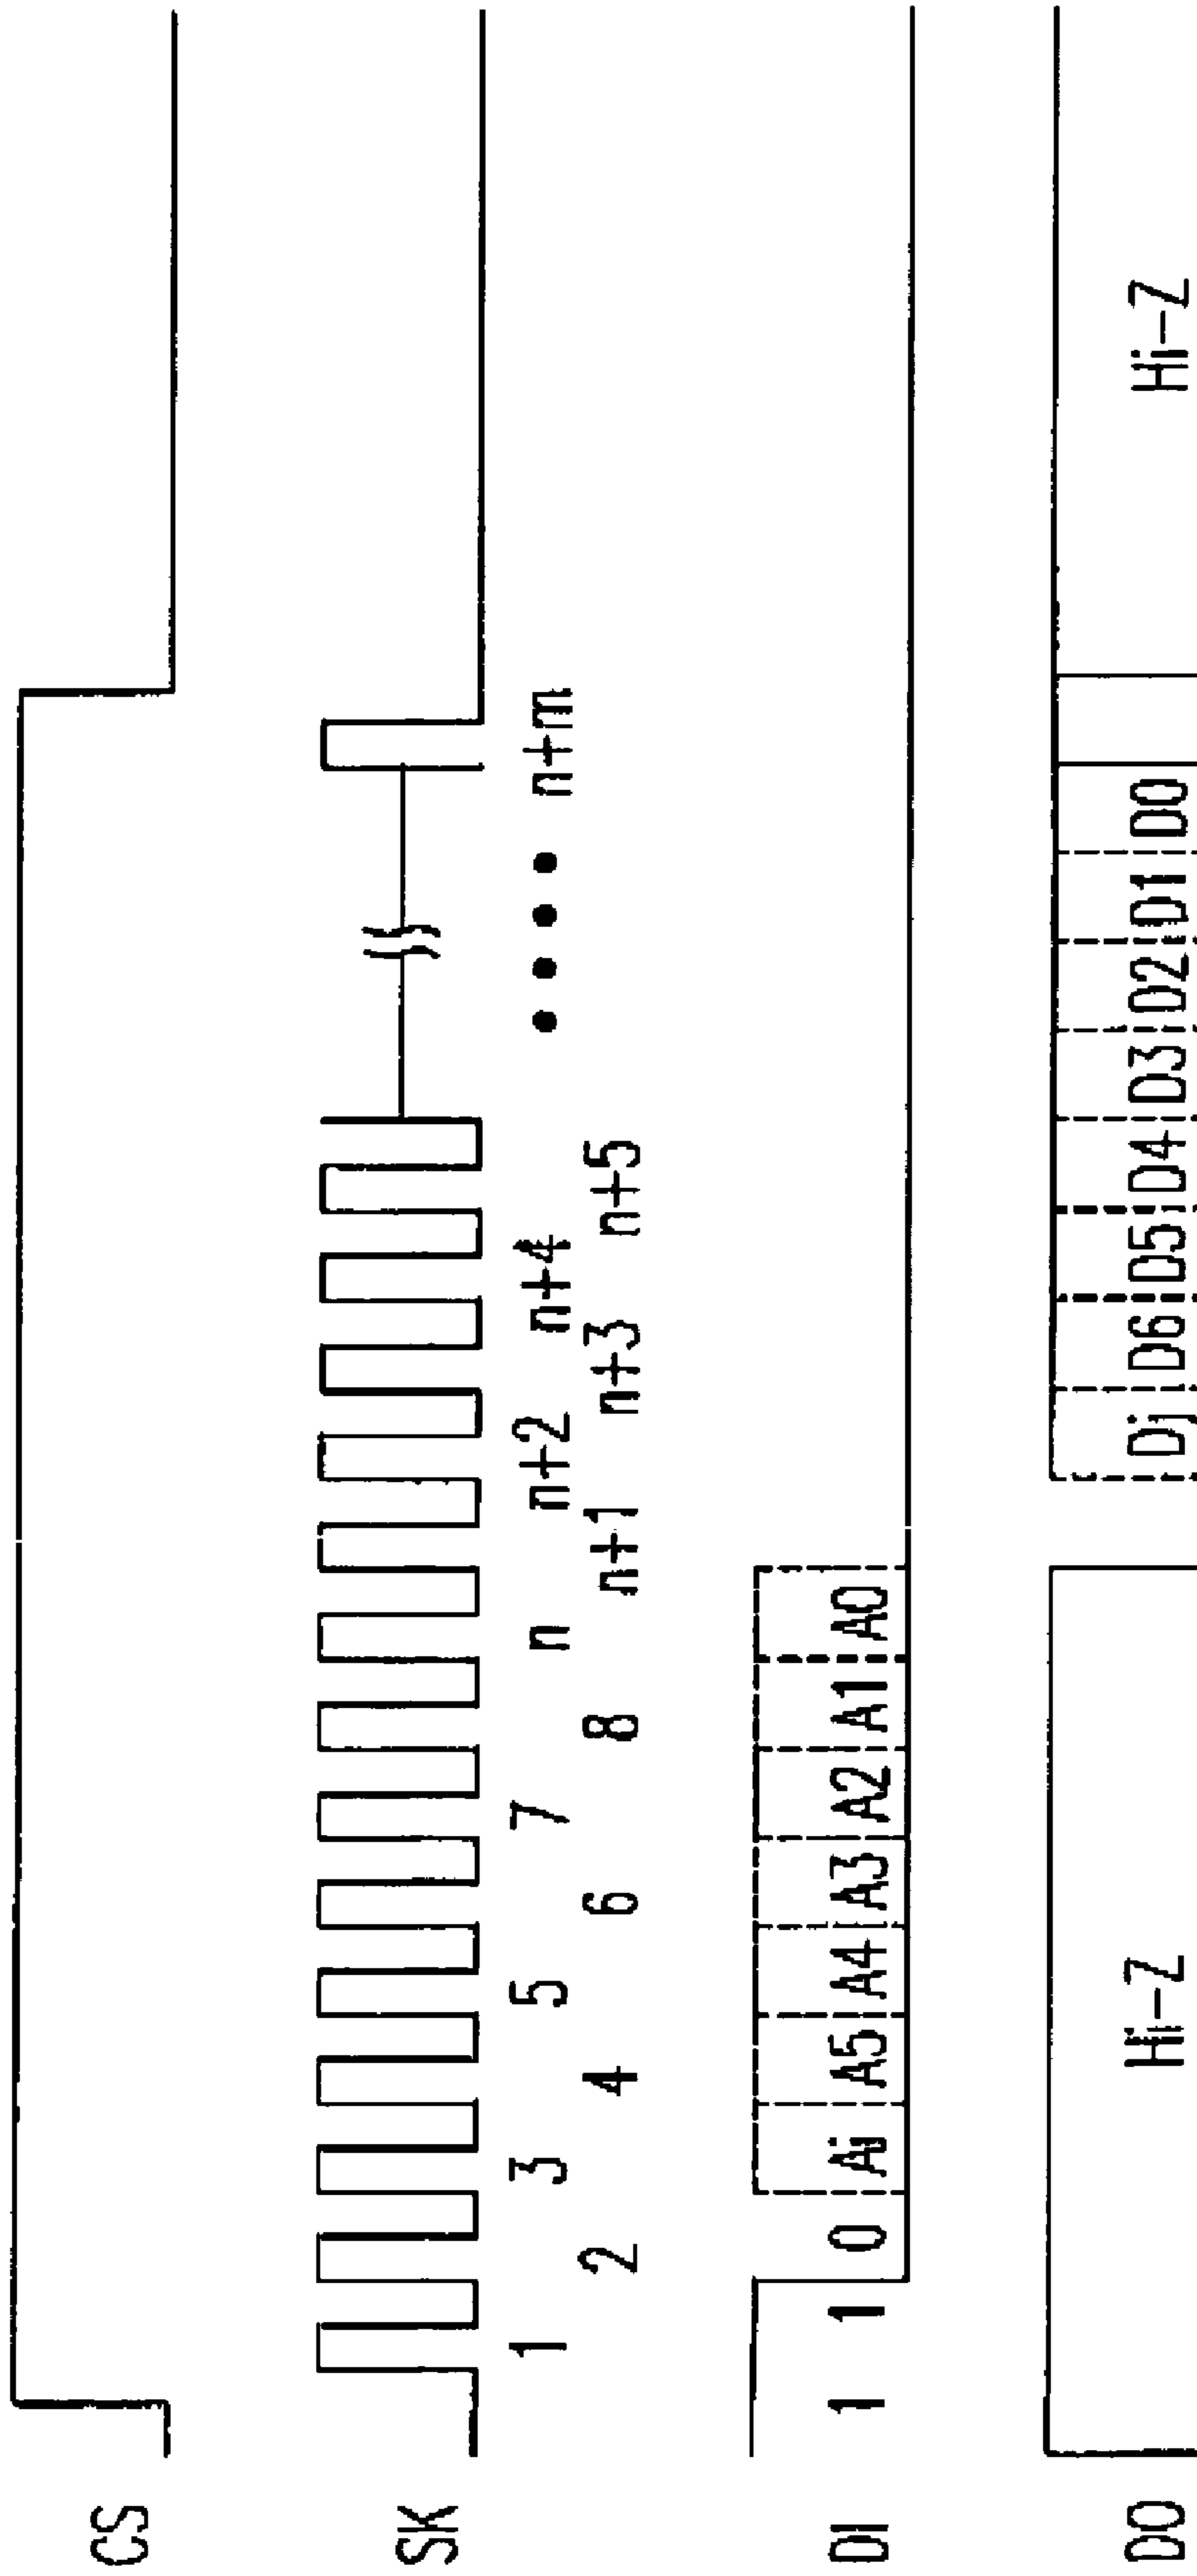 CS
SK
1 3 5 7 n n+2 n+4 • • • • n+m
2 4 6 8 n+1 n+3 n+5
DI 1 1 0 Ai A5 A4 A3 A2 A1 A0
DO Hi-Z Dj D6 D5 D4 D3 D2 D1 D0 Hi-Z